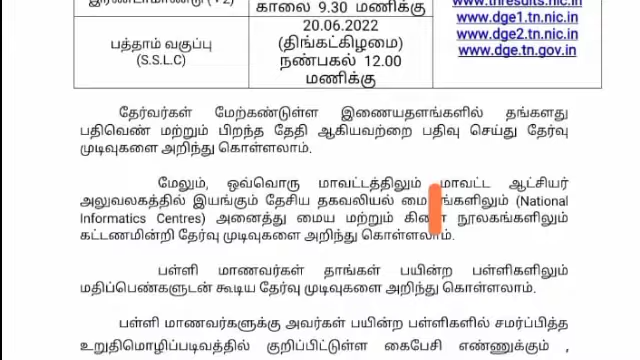 காலை 9.30 மணிக்கு
www.dge1.tn.nic.in
www.dge2.tn.nic.in
www.dge.tn.gov.in
பத்தாம் வகுப்பு
(S.S.L.C)
20.06.2022
(திங்கட்கிழமை)
நண்பகல் 12.00
மணிக்கு
தேர்வர்கள் மேற்கண்டுள்ள இணையதளங்களில் தங்களது
பதிவெண் மற்றும் பிறந்த தேதி ஆகியவற்றை பதிவு செய்து தேர்வு
முடிவுகளை அறிந்து கொள்ளலாம்.
மேலும், ஒவ்வொரு மாவட்டத்திலும் மாவட்ட ஆட்சியர்
அலுவலகத்தில் இயங்கும் தேசிய தகவலியல் (National
Informatics Centres) அனைத்து மைய மற்றும் நூலகங்களிலும்
கட்டணமின்றி தேர்வு முடிவுகளை அறிந்து கொள்ளலாம்.
பள்ளி மாணவர்கள் தாங்கள் பயின்ற பள்ளிகளிலும்
மதிப்பெண்களுடன் கூடிய தேர்வு முடிவுகளை அறிந்து கொள்ளலாம்.
பள்ளி மாணவர்களுக்கு அவர்கள் பயின்ற பள்ளிகளில் சமர்ப்பித்த
உறுதிமொழிப்படிவத்தில் குறிப்பிட்டுள்ள கைபேசி எண்ணுக்கும் ,